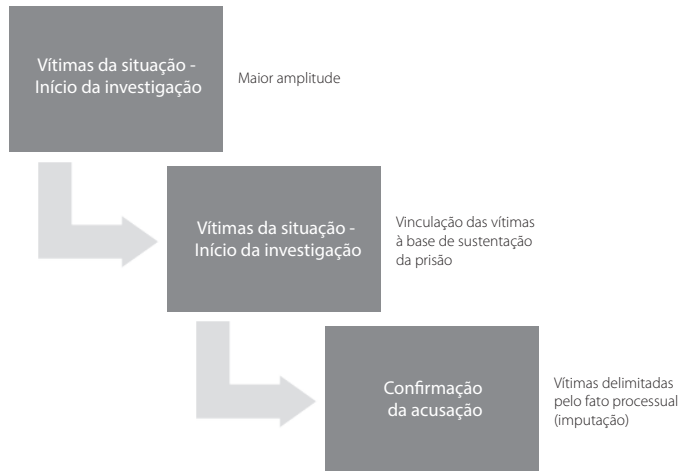 Vítimas da situação -
Início da investigação
Maior amplitude
Vítimas da situação -
Início da investigação
Vinculação das vítimas
à base de sustentação
da prisão
Confirmação
da acusação
Vítimas delimitadas
pelo fato processual
(imputação)